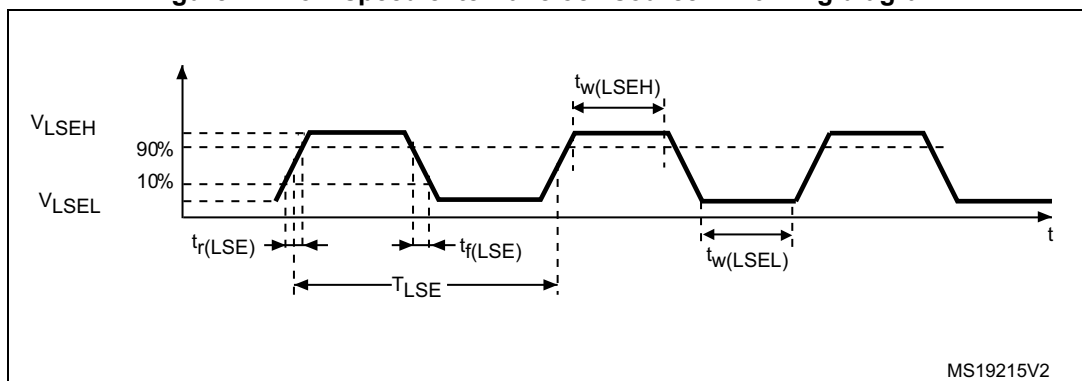 tw(LSEH)
VLSEH
90%
10%
VLSEL
tr(LSE)
tf(LSE)
t
tw(LSEL)
TLSE
MS19215V2